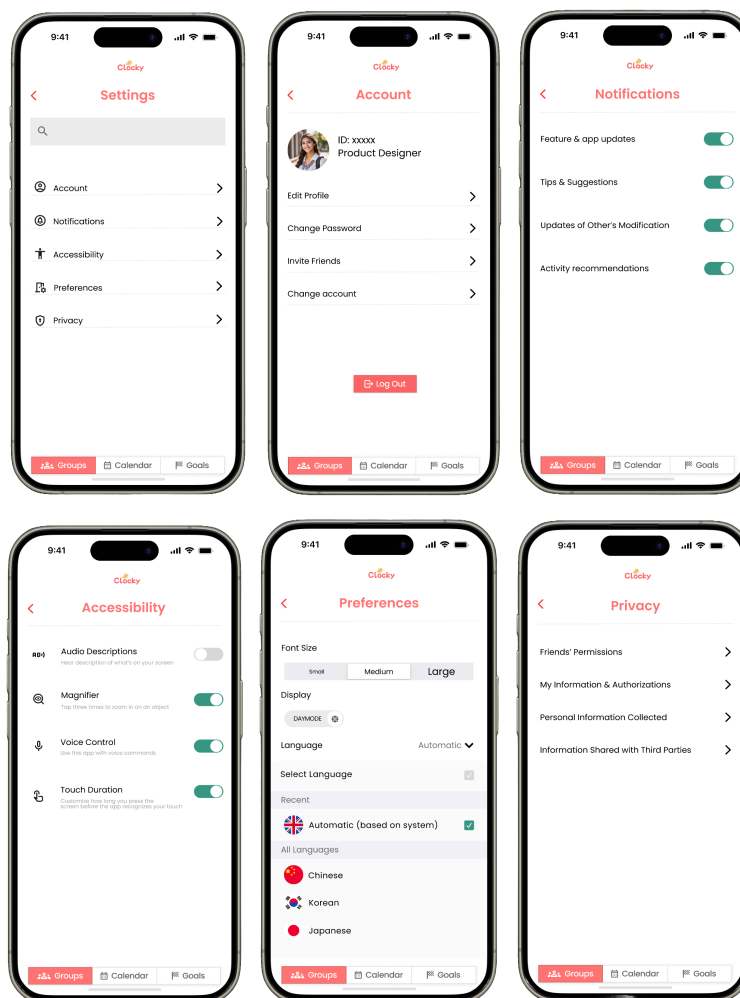 9:41
Clocky
Settings
Account
Notifications
Accessibility
Preferences
Privacy
Groups
Calendar
Goals
9:41
Clocky
Account
ID: xxxxx
Product Designer
Edit Profile
Change Password
Invite Friends
Change account
Log Out
Groups
Calendar
Goals
9:41
Clocky
Notifications
Feature & app updates
Tips & Suggestions
Updates of Other's Modification
Activity recommendations
Groups
Calendar
Goals
9:41
Clocky
Accessibility
Audio Descriptions
Hear description of what's on your screen
Magnifier
Tap three times to zoom in on an object
Voice Control
Use this app with voice commands
Touch Duration
Customize how long you press the
screen before the app recognizes your touch
Groups
Calendar
Goals
9:41
Clocky
Preferences
Font Size
Small
Medium
Large
Display
DAYMODE
Language
Automatic
Select Language
Recent
Automatic (based on system)
All Languages
Chinese
Korean
Japanese
Groups
Calendar
Goals
9:41
Clocky
Privacy
Friends' Permissions
My Information & Authorizations
Personal Information Collected
Information Shared with Third Parties
Groups
Calendar
Goals